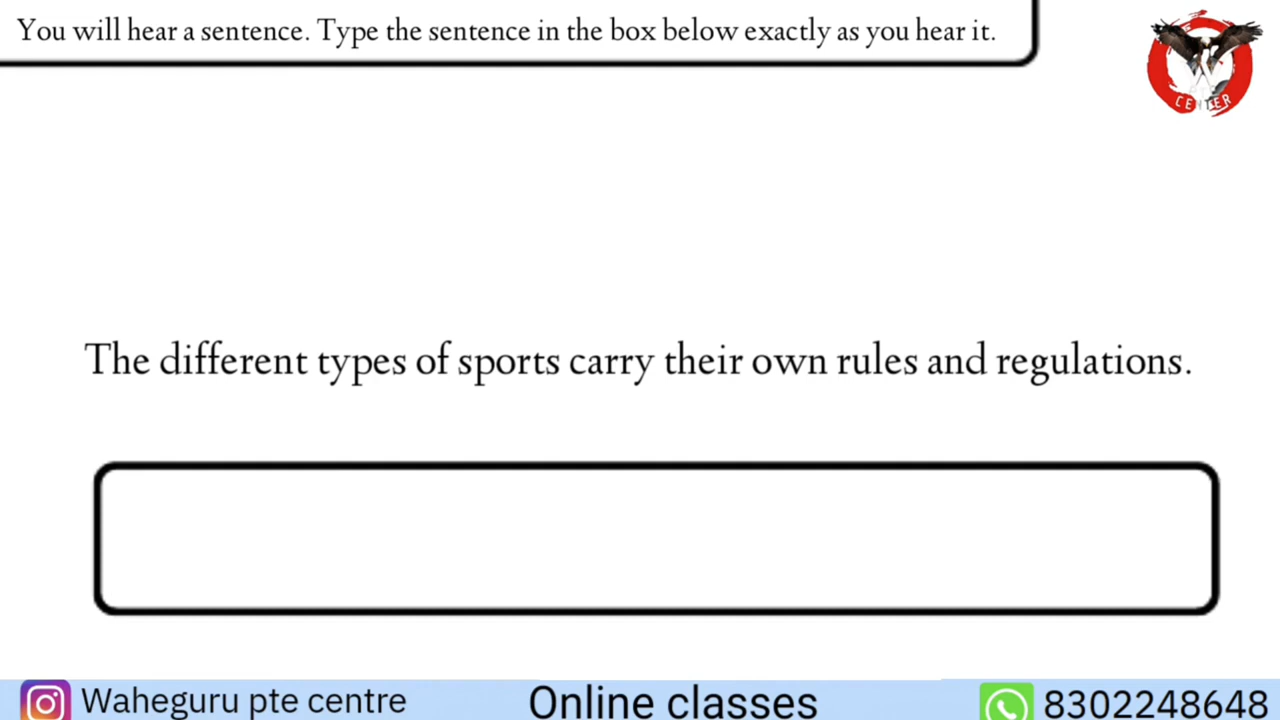 You will hear a sentence. Type the sentence in the box below exactly as you hear it.
CENTER
The different types of sports carry their own rules and regulations.
Waheguru pte centre
Online classes
8302248648